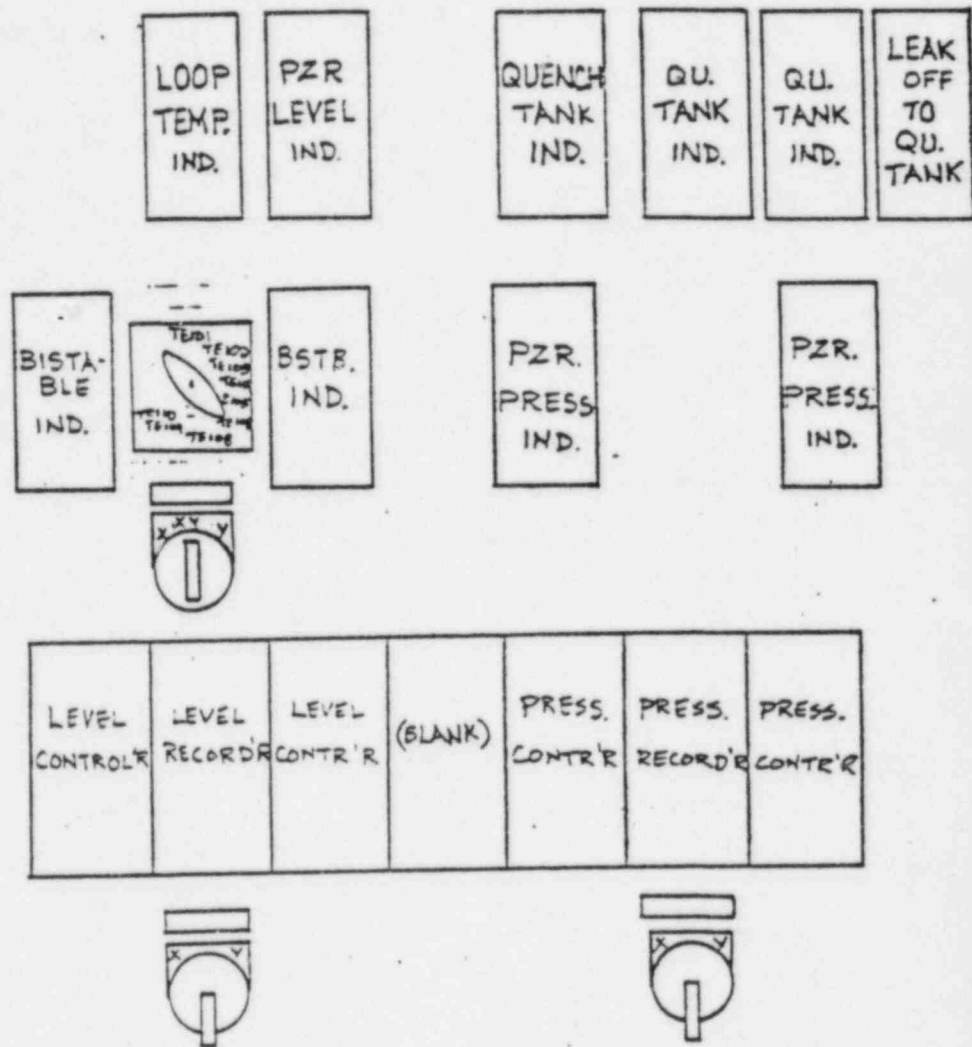 LOOP
TEMP.
IND.
PZR
LEVEL
IND.
QUENCH
TANK
IND.
QU.
TANK
IND.
QU.
TANK
IND.
LEAK
OFF
TO
QU.
TANK
BISTA-
BLE
IND.
TE101
TE108
BSTB.
IND.
PZR.
PRESS
IND.
PZR.
PRESS.
IND.
X XY Y
LEVEL
CONTROL'R
LEVEL
RECORD'R
LEVEL
CONTR'R
(BLANK)
PRESS.
CONTR'R
PRESS.
RECORD'R
PRESS.
CONTR'R
X Y
X Y